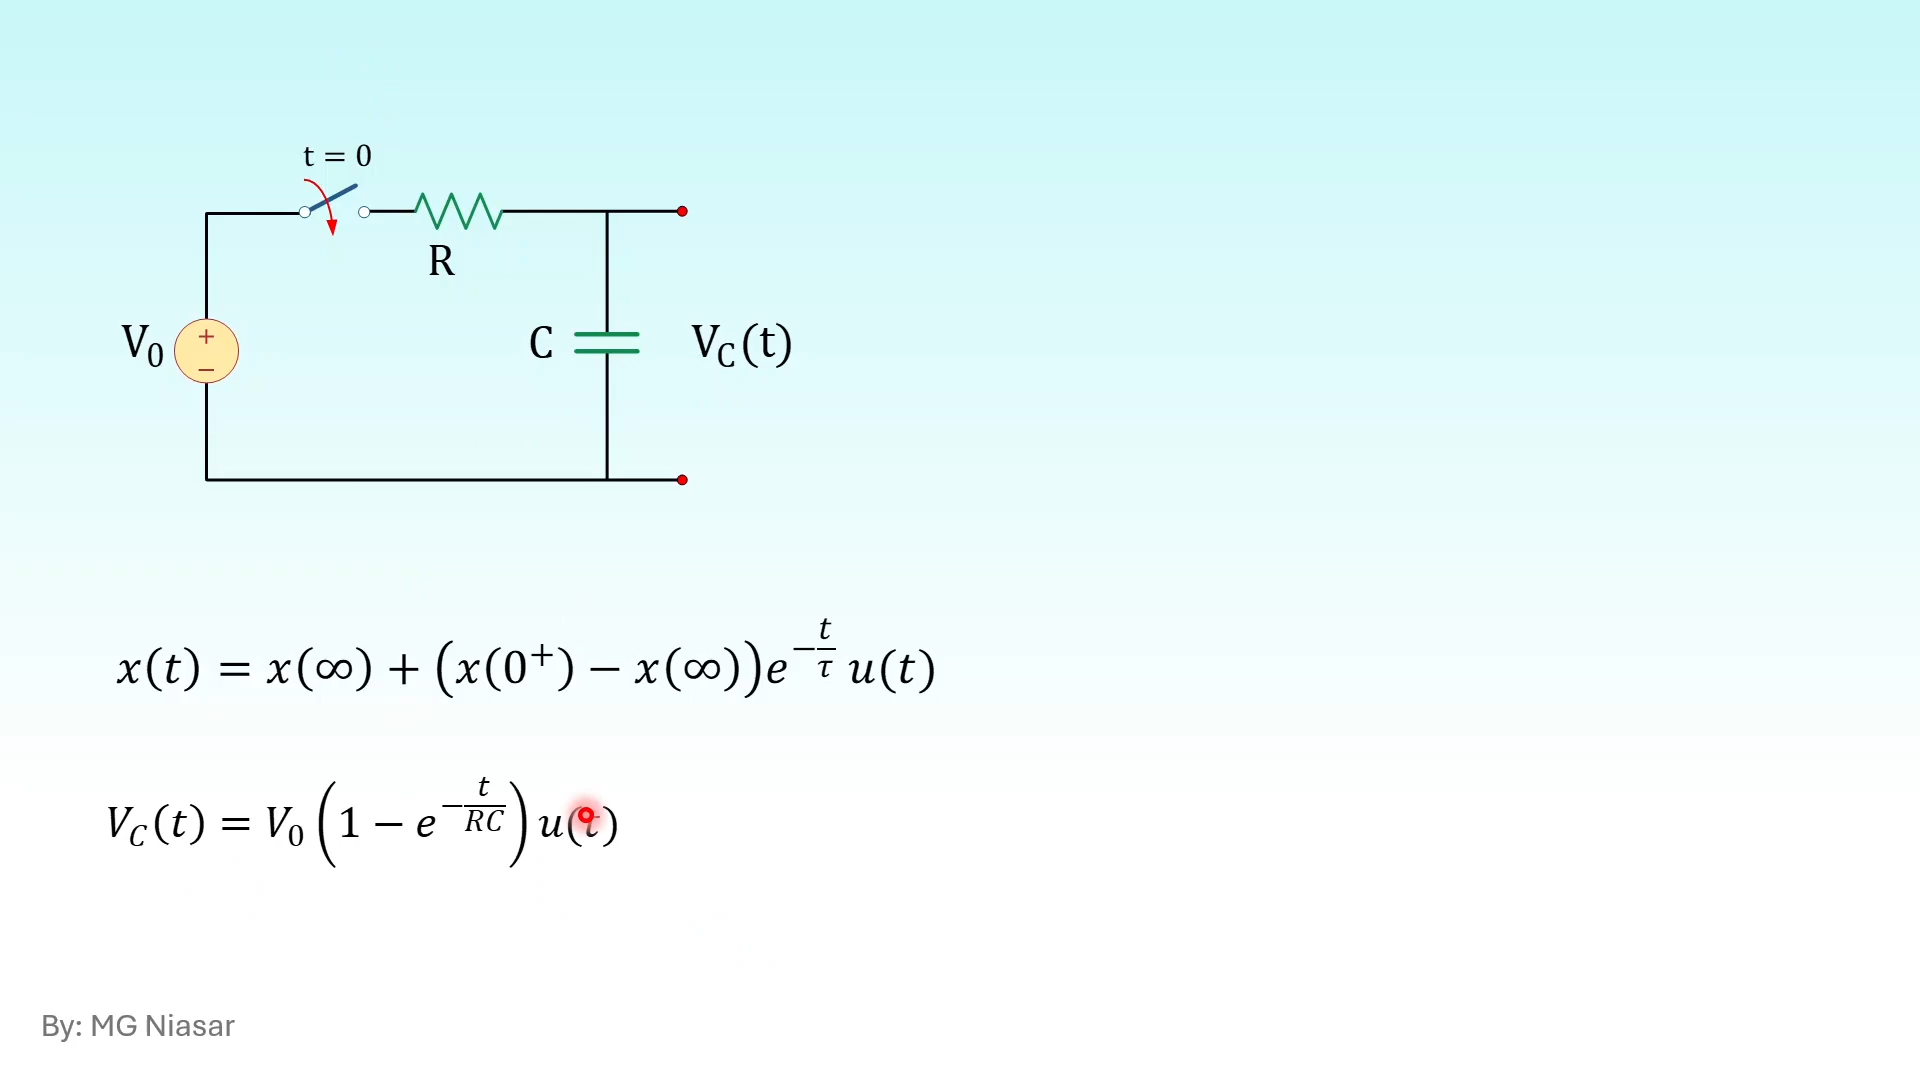 t = 0
R
V₀
+
−
C
V_C(t)
x(t) = x(∞) + (x(0⁺) − x(∞))e^{−t/τ} u(t)
V_C(t) = V₀(1 − e^{−t/RC}) u(t)
By: MG Niasar